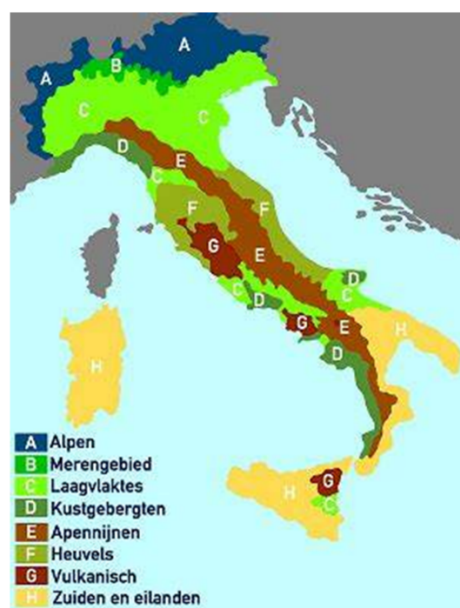 A
A
B
C
C
D
E
C
F
F
G
E
D
C
C
D
G
E
H
D
H
G
H
C
A Alpen
B Merengebied
C Laagvlaktes
D Kustgebergten
E Apennijnen
F Heuvels
G Vulkanisch
H Zuiden en eilanden